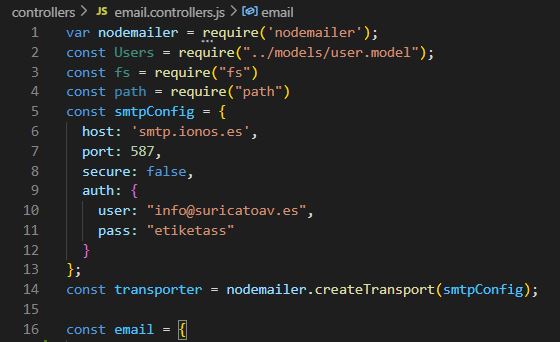 controllers > JS email.controllers.js > email
1 var nodemailer = require('nodemailer');
2 const Users = require("../models/user.model");
3 const fs = require("fs")
4 const path = require("path")
5 const smtpConfig = {
6 host: 'smtp.ionos.es',
7 port: 587,
8 secure: false,
9 auth: {
10 user: "info@suricatoav.es",
11 pass: "etiketass"
12 }
13 };
14 const transporter = nodemailer.createTransport(smtpConfig);
15
16 const email = {